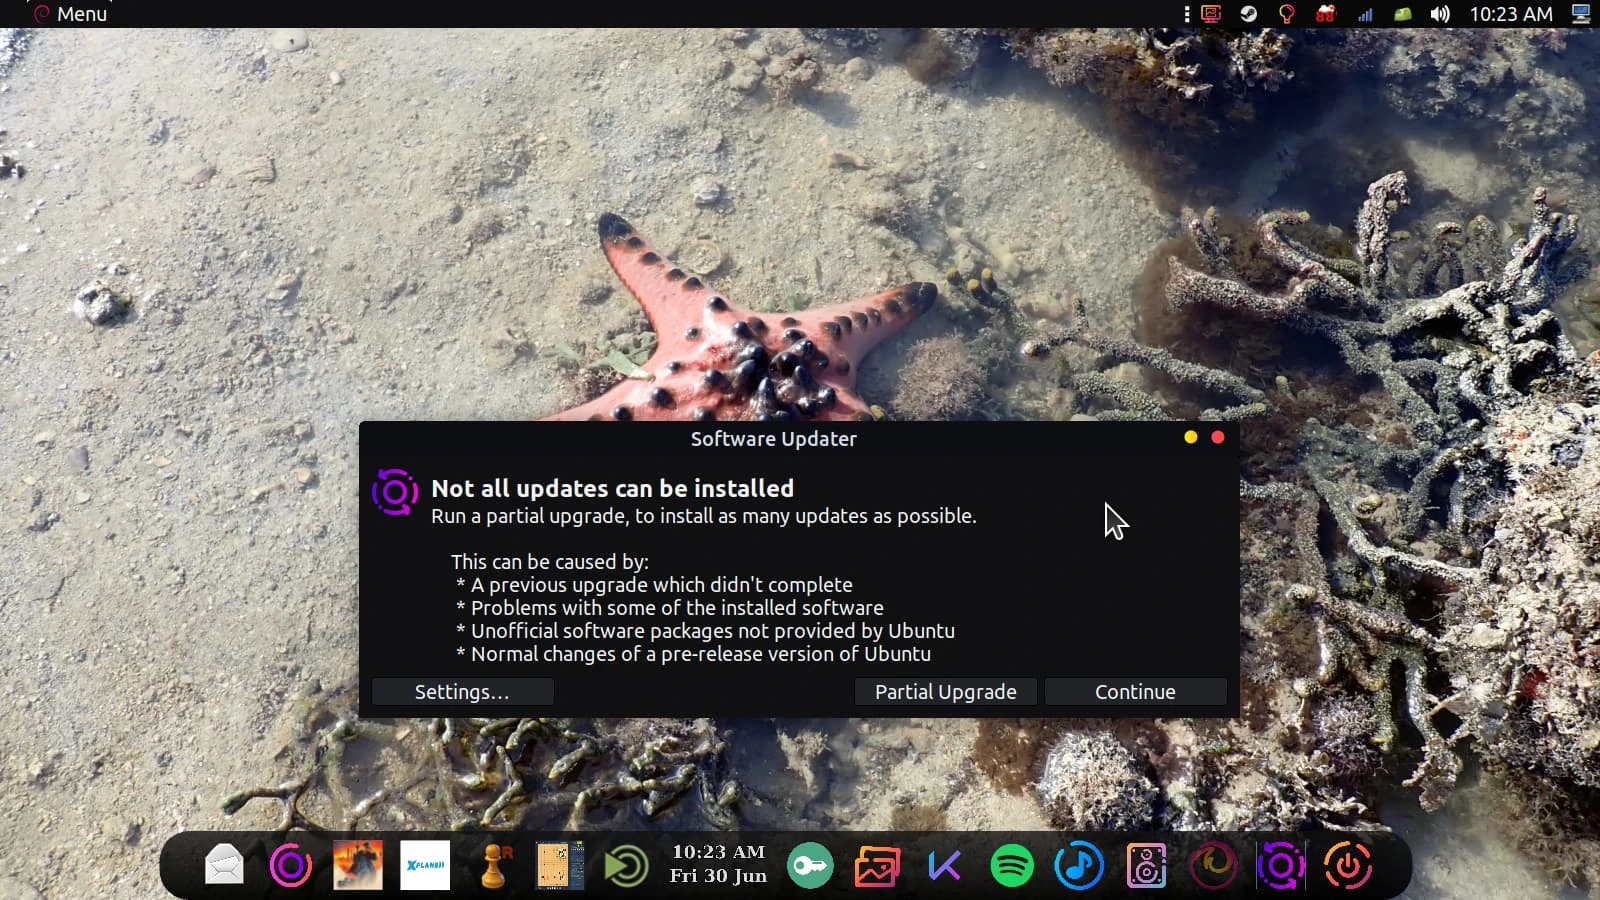 Menu
88
10:23 AM
Software Updater
Not all updates can be installed
Run a partial upgrade, to install as many updates as possible.
This can be caused by:
* A previous upgrade which didn't complete
* Problems with some of the installed software
* Unofficial software packages not provided by Ubuntu
* Normal changes of a pre-release version of Ubuntu
Settings…
Partial Upgrade
Continue
X-PLANE11
R
10:23 AM
Fri 30 Jun